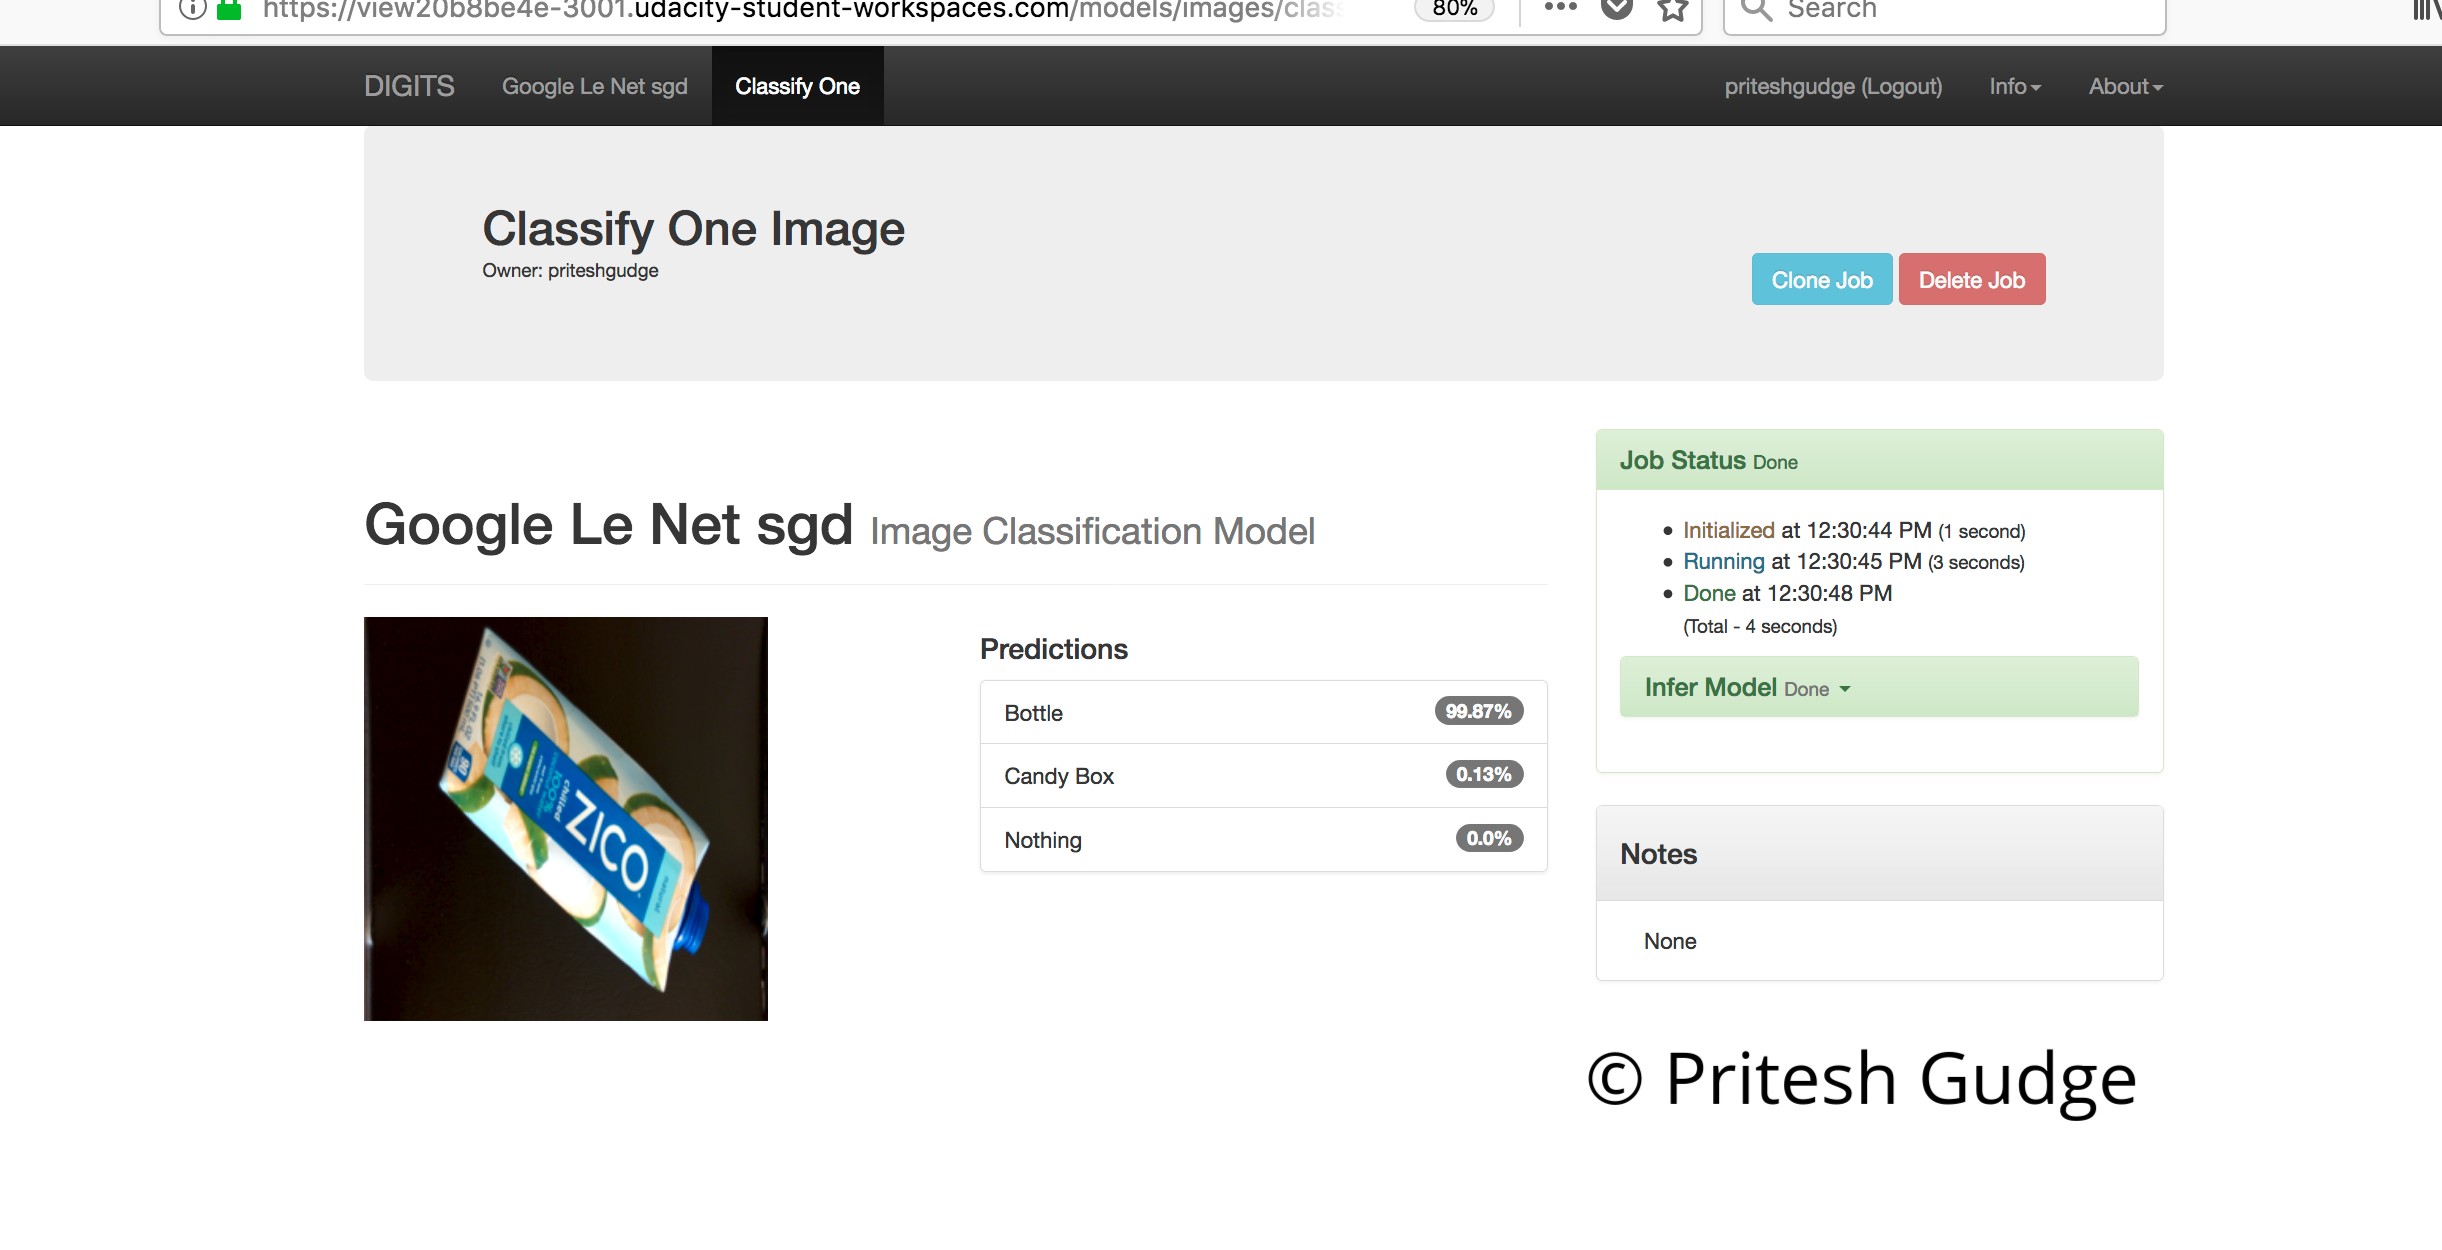 https://view20b8be4e-3001.udacity-student-workspaces.com/models/images/clas
80%
Search
DIGITS
Google Le Net sgd
Classify One
priteshgudge (Logout)
Info
About
Classify One Image
Owner: priteshgudge
Clone Job
Delete Job
Job Status Done
Initialized at 12:30:44 PM (1 second)
Running at 12:30:45 PM (3 seconds)
Done at 12:30:48 PM
(Total - 4 seconds)
Infer Model Done
Google Le Net sgd Image Classification Model
ZICO
chilled
100%
natural
90
Predictions
Bottle 99.87%
Candy Box 0.13%
Nothing 0.0%
Notes
None
© Pritesh Gudge